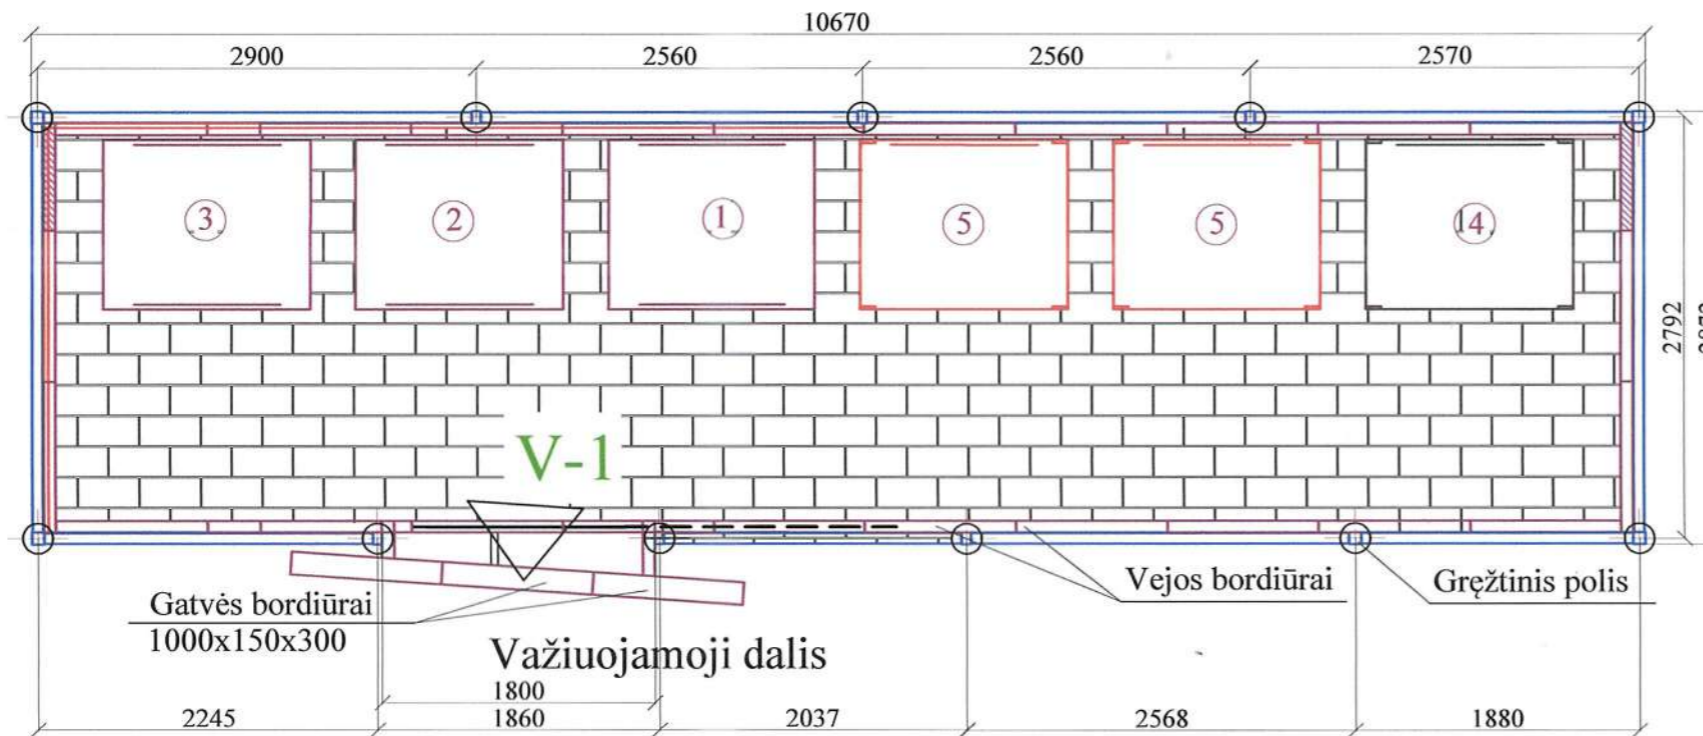 10670
2900 2560 2560 2570
3 2 1 5 5 4
2792
V-1
Gatvės bordiūrai
1000x150x300
Vejos bordiūrai
Gręžtinis polis
Važiuojamoji dalis
1800
2245 1860 2037 2568 1880